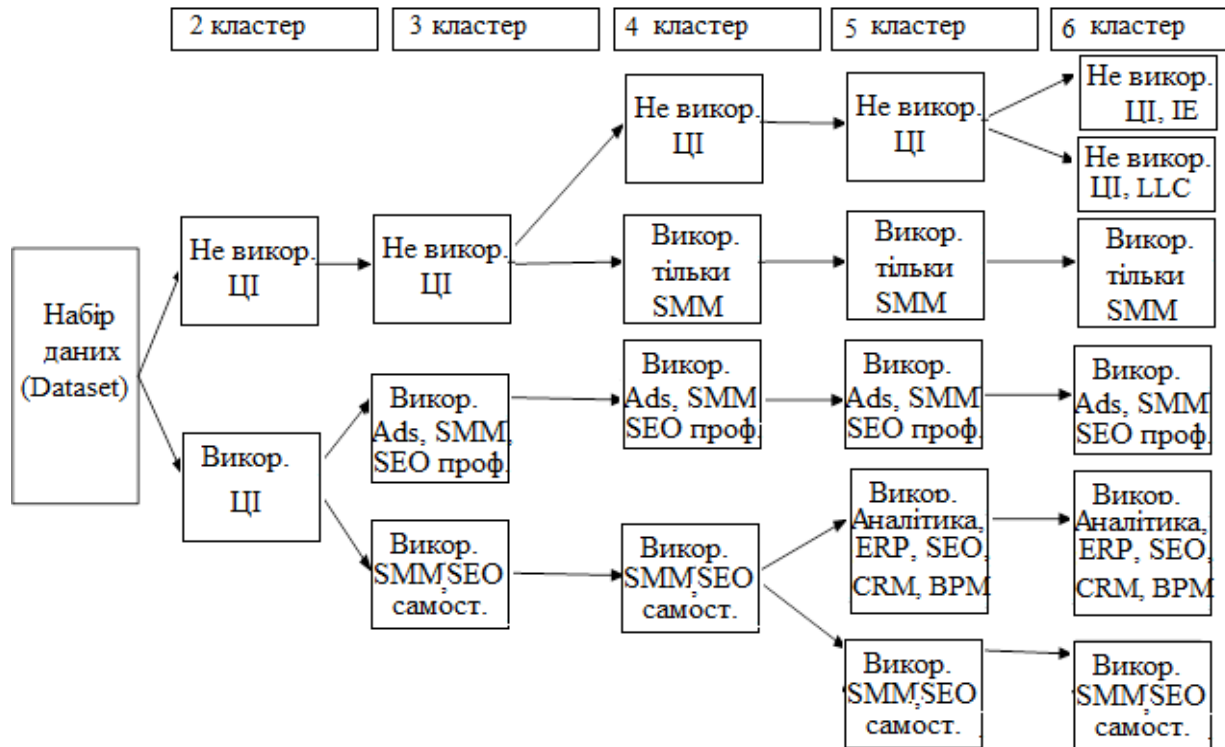 2 кластер
3 кластер
4 кластер
5 кластер
6 кластер
Набір
даних
(Dataset)
Не викор.
ЦІ
Викор.
ЦІ
Не викор.
ЦІ
Викор.
Ads, SMM,
SEO проф.
Викор.
SMM,SEO
самост.
Не викор.
ЦІ
Викор.
тільки
SMM
Викор.
Ads, SMM
SEO проф.
Викор.
SMM,SEO
самост.
Не викор.
ЦІ
Викор.
тільки
SMM
Викор.
Ads, SMM
SEO проф.
Викор.
Аналітика,
ERP, SEO,
CRM, BPM
Викор.
SMM,SEO
самост.
Не викор.
ЦІ, IE
Не викор.
ЦІ, LLC
Викор.
тільки
SMM
Викор.
Ads, SMM
SEO проф.
Викор.
Аналітика,
ERP, SEO,
CRM, BPM
Викор.
SMM,SEO
самост.